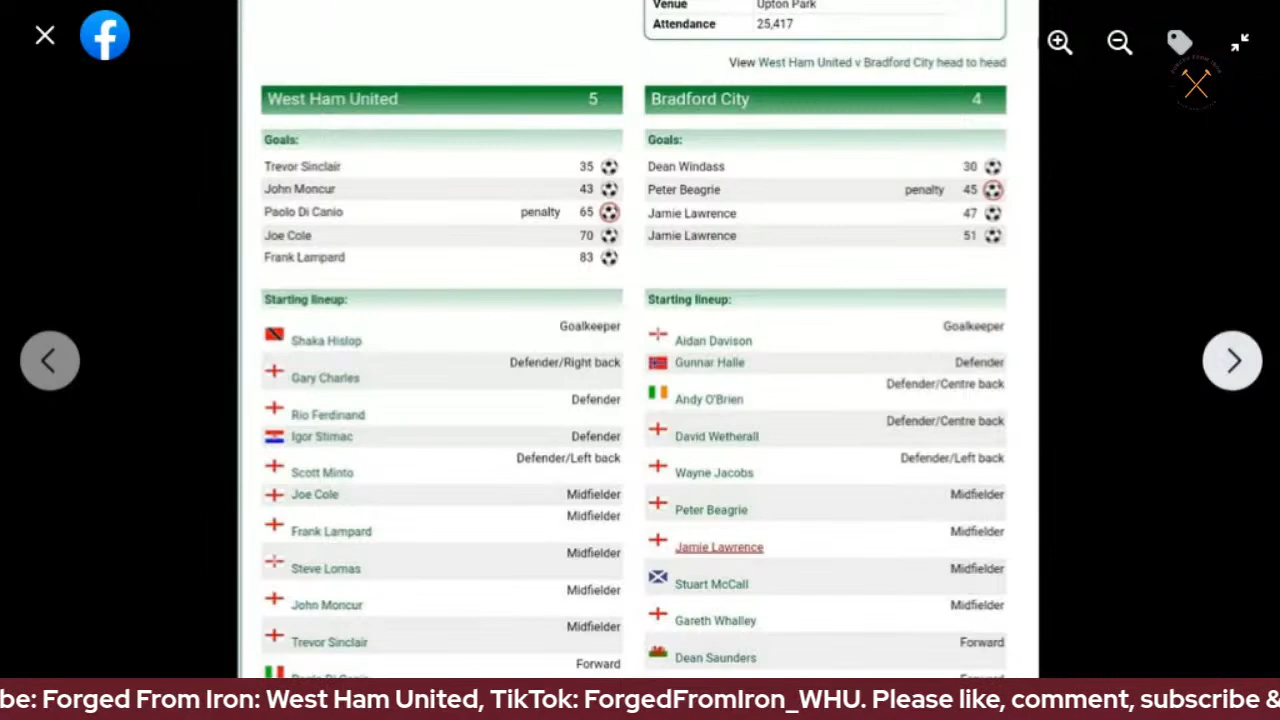 Venue Upton Park
Attendance 25,417
View West Ham United v Bradford City head to head
West Ham United 5
Goals:
Trevor Sinclair 35
John Moncur 43
Paolo Di Canio penalty 65
Joe Cole 70
Frank Lampard 83
Starting lineup:
Goalkeeper
Shaka Hislop
Defender/Right back
Gary Charles
Defender
Rio Ferdinand
Igor Stimac Defender
Defender/Left back
Scott Minto
Joe Cole Midfielder
Midfielder
Frank Lampard
Midfielder
Steve Lomas
Midfielder
John Moncur
Midfielder
Trevor Sinclair
Forward
Bradford City 4
Goals:
Dean Windass 30
Peter Beagrie penalty 45
Jamie Lawrence 47
Jamie Lawrence 51
Starting lineup:
Goalkeeper
Aidan Davison
Gunnar Halle Defender
Defender/Centre back
Andy O'Brien
Defender/Centre back
David Wetherall
Defender/Left back
Wayne Jacobs
Midfielder
Peter Beagrie
Midfielder
Jamie Lawrence
Midfielder
Stuart McCall
Midfielder
Gareth Whalley
Forward
Dean Saunders
be: Forged From Iron: West Ham United, TikTok: ForgedFromIron_WHU. Please like, comment, subscribe &